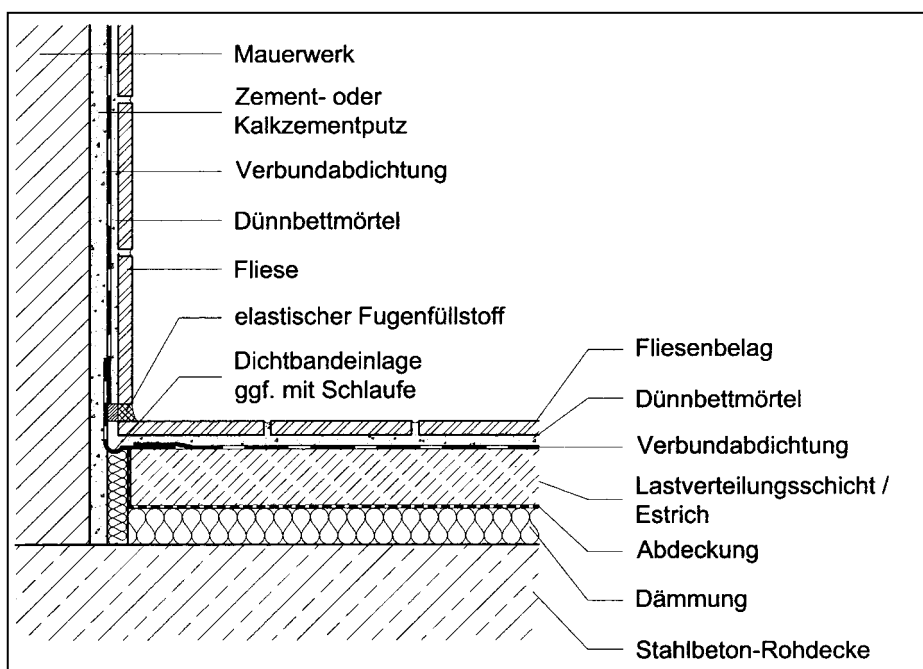 Mauerwerk
Zement- oder
Kalkzementputz
Verbundabdichtung
Dünnbettmörtel
Fliese
elastischer Fugenfüllstoff
Dichtbandeinlage
ggf. mit Schlaufe
Fliesenbelag
Dünnbettmörtel
Verbundabdichtung
Lastverteilungsschicht /
Estrich
Abdeckung
Dämmung
Stahlbeton-Rohdecke